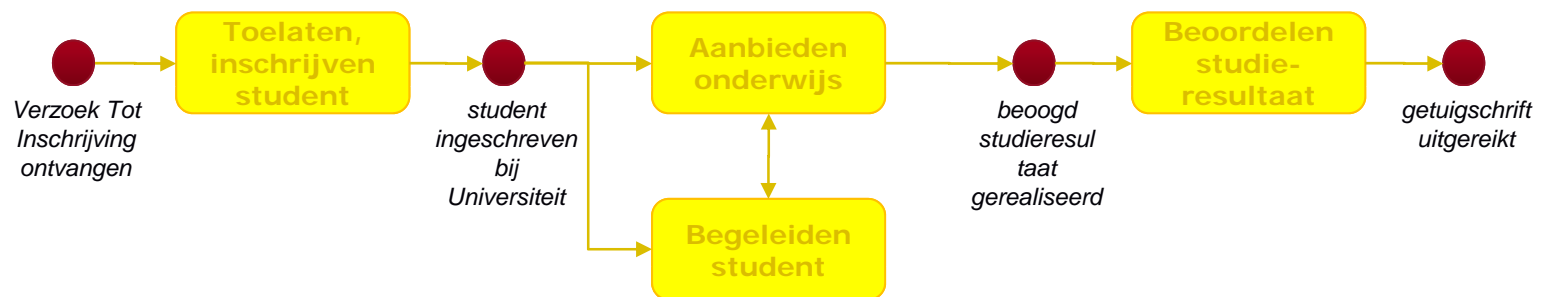 Toelaten,
inschrijven
student
Aanbieden
onderwijs
Beoordelen
studie-
resultaat
Verzoek Tot
Inschrijving
ontvangen
student
ingeschreven
bij
Universiteit
beoogd
studieresul
taat
gerealiseerd
getuigschrift
uitgereikt
Begeleiden
student